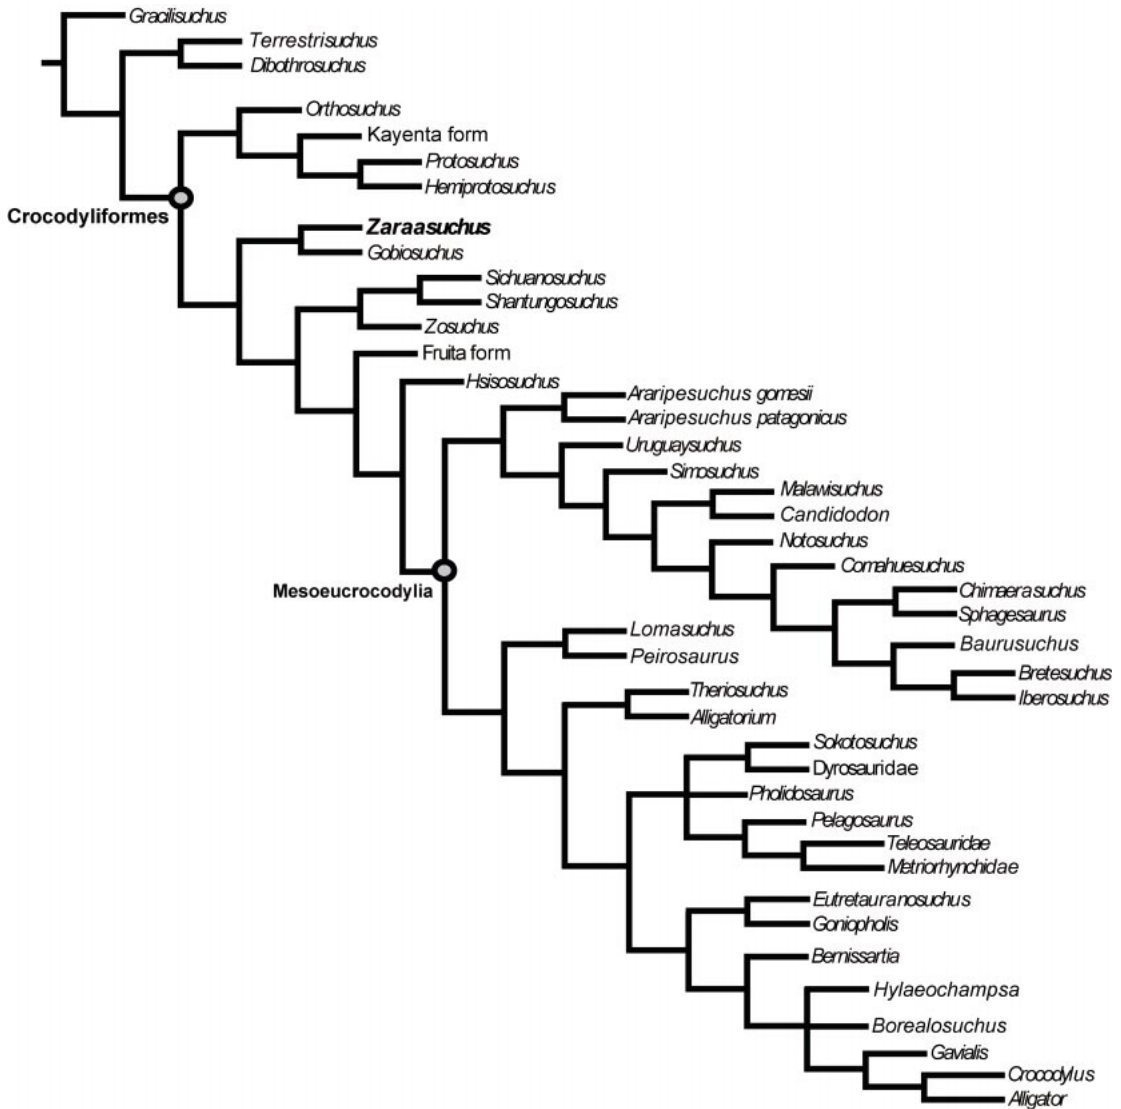 Gracilisuchus
Terrestrisuchus
Dibothrosuchus
Orthosuchus
Kayenta form
Protosuchus
Hemiprotosuchus
Crocodyliformes
Zaraasuchus
Gobiosuchus
Sichuanosuchus
Shantungosuchus
Zosuchus
Fruita form
Hsisosuchus
Araripesuchus gomesii
Araripesuchus patagonicus
Uruguaysuchus
Simosuchus
Malawisuchus
Candidodon
Notosuchus
Comahuesuchus
Mesoeucrocodylia
Chimaerasuchus
Sphagesaurus
Lomasuchus
Baurusuchus
Peirosaurus
Bretesuchus
Theriosuchus
Iberosuchus
Alligatorium
Sokotosuchus
Dyrosauridae
Pholidosaurus
Pelagosaurus
Teleosauridae
Metriorhynchidae
Eutretauranosuchus
Goniopholis
Bernissartia
Hylaeochampsa
Borealosuchus
Gavialis
Crocodylus
Alligator